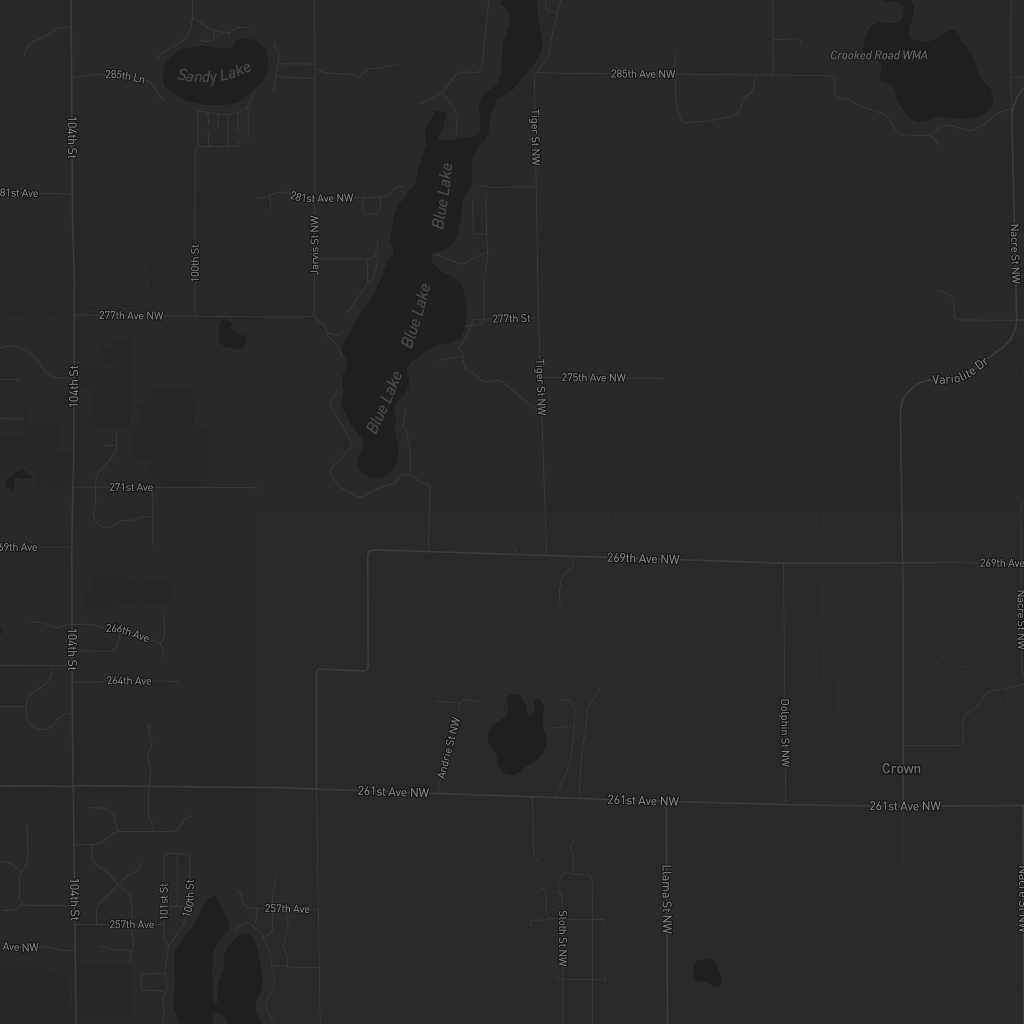 Crooked Road WMA
Sandy Lake
285th Ln
285th Ave NW
104th St
Tiger St NW
81st Ave
281st Ave NW
Blue Lake
Jarvis St NW
100th St
Nacre St NW
277th Ave NW
Blue Lake
277th St
Variolite Dr
275th Ave NW
104th St
Tiger St NW
Blue Lake
271st Ave
69th Ave
269th Ave NW
269th Ave
Nacre St NW
266th Ave
104th St
264th Ave
Andrie St NW
Dolphin St NW
Crown
261st Ave NW
261st Ave NW
261st Ave NW
104th St
101st St
100th St
Llama St NW
Nacre St NW
257th Ave
257th Ave
Sloth St NW
Ave NW